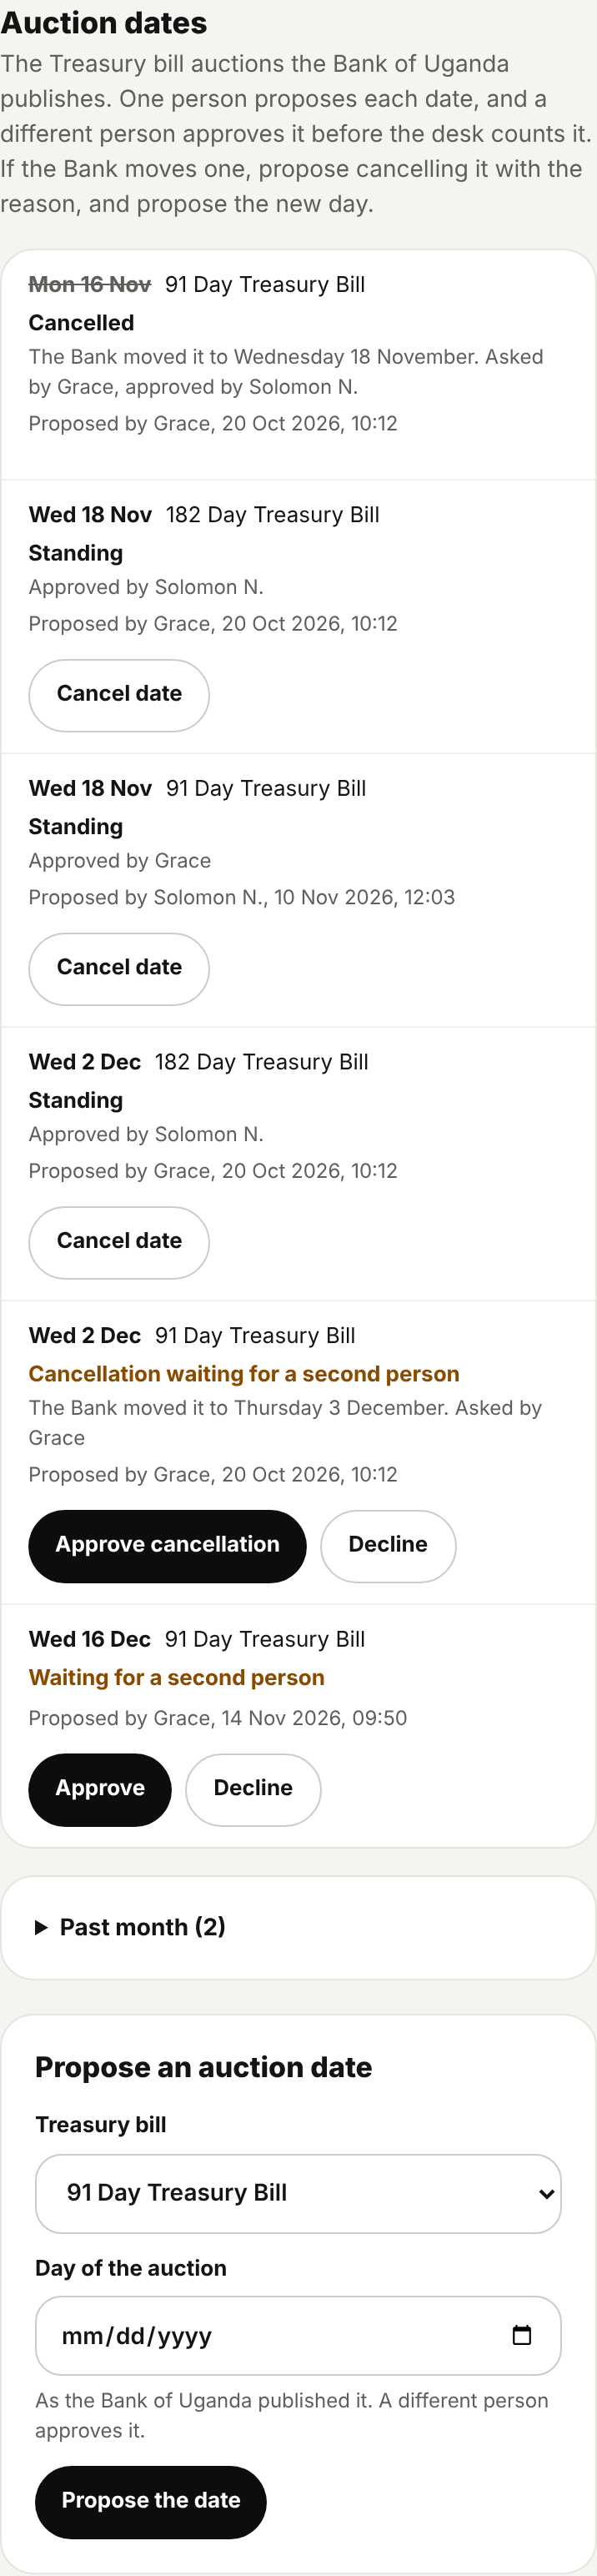 Auction dates
The Treasury bill auctions the Bank of Uganda
publishes. One person proposes each date, and a
different person approves it before the desk counts it.
If the Bank moves one, propose cancelling it with the
reason, and propose the new day.
Mon 16 Nov 91 Day Treasury Bill
Cancelled
The Bank moved it to Wednesday 18 November. Asked
by Grace, approved by Solomon N.
Proposed by Grace, 20 Oct 2026, 10:12
Wed 18 Nov 182 Day Treasury Bill
Standing
Approved by Solomon N.
Proposed by Grace, 20 Oct 2026, 10:12
Cancel date
Wed 18 Nov 91 Day Treasury Bill
Standing
Approved by Grace
Proposed by Solomon N., 10 Nov 2026, 12:03
Cancel date
Wed 2 Dec 182 Day Treasury Bill
Standing
Approved by Solomon N.
Proposed by Grace, 20 Oct 2026, 10:12
Cancel date
Wed 2 Dec 91 Day Treasury Bill
Cancellation waiting for a second person
The Bank moved it to Thursday 3 December. Asked by
Grace
Proposed by Grace, 20 Oct 2026, 10:12
Approve cancellation Decline
Wed 16 Dec 91 Day Treasury Bill
Waiting for a second person
Proposed by Grace, 14 Nov 2026, 09:50
Approve Decline
Past month (2)
Propose an auction date
Treasury bill
91 Day Treasury Bill
Day of the auction
mm/dd/yyyy
As the Bank of Uganda published it. A different person
approves it.
Propose the date